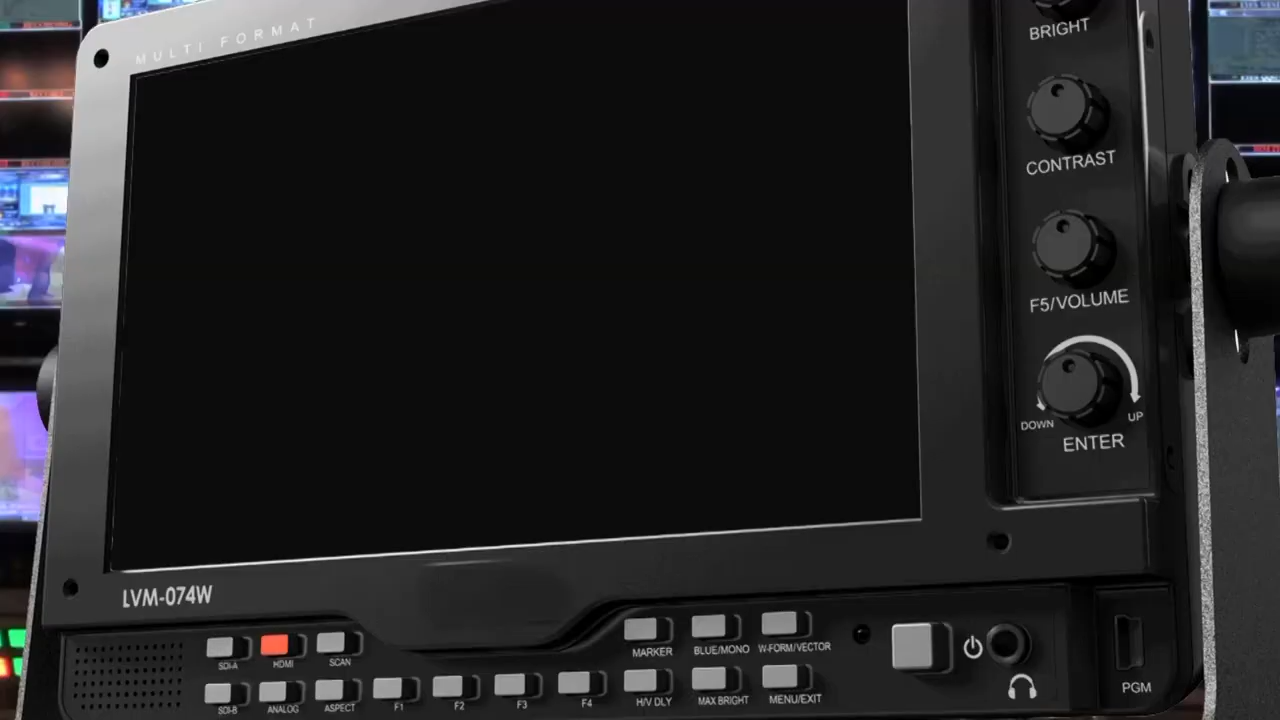 MULTI FORMAT
BRIGHT
CONTRAST
F5/VOLUME
DOWN
UP
ENTER
LVM-074W
SDI-A
HDMI
SCAN
MARKER
BLUE/MONO
W-FORM/VECTOR
SDI-B
ANALOG
ASPECT
F1
F2
F3
F4
H/V DLY
MAX BRIGHT
MENU/EXIT
PGM